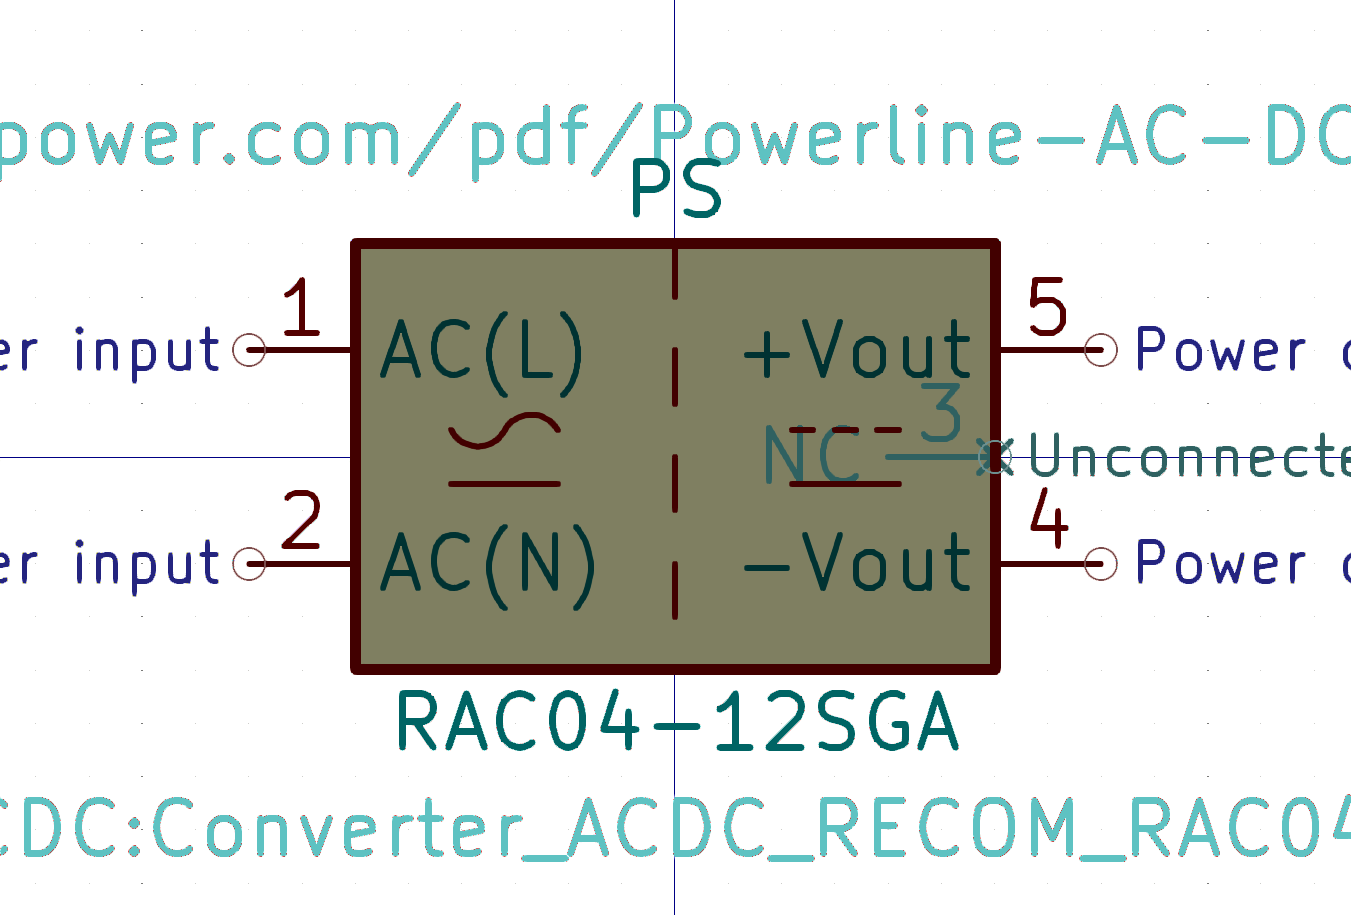 power.com/pdf/Powerline-AC-DC
PS
1 5
er input AC(L) +Vout Power
3
NC Unconnecte
2 4
er input AC(N) -Vout Power
RAC04-12SGA
CDC:Converter_ACDC_RECOM_RAC04